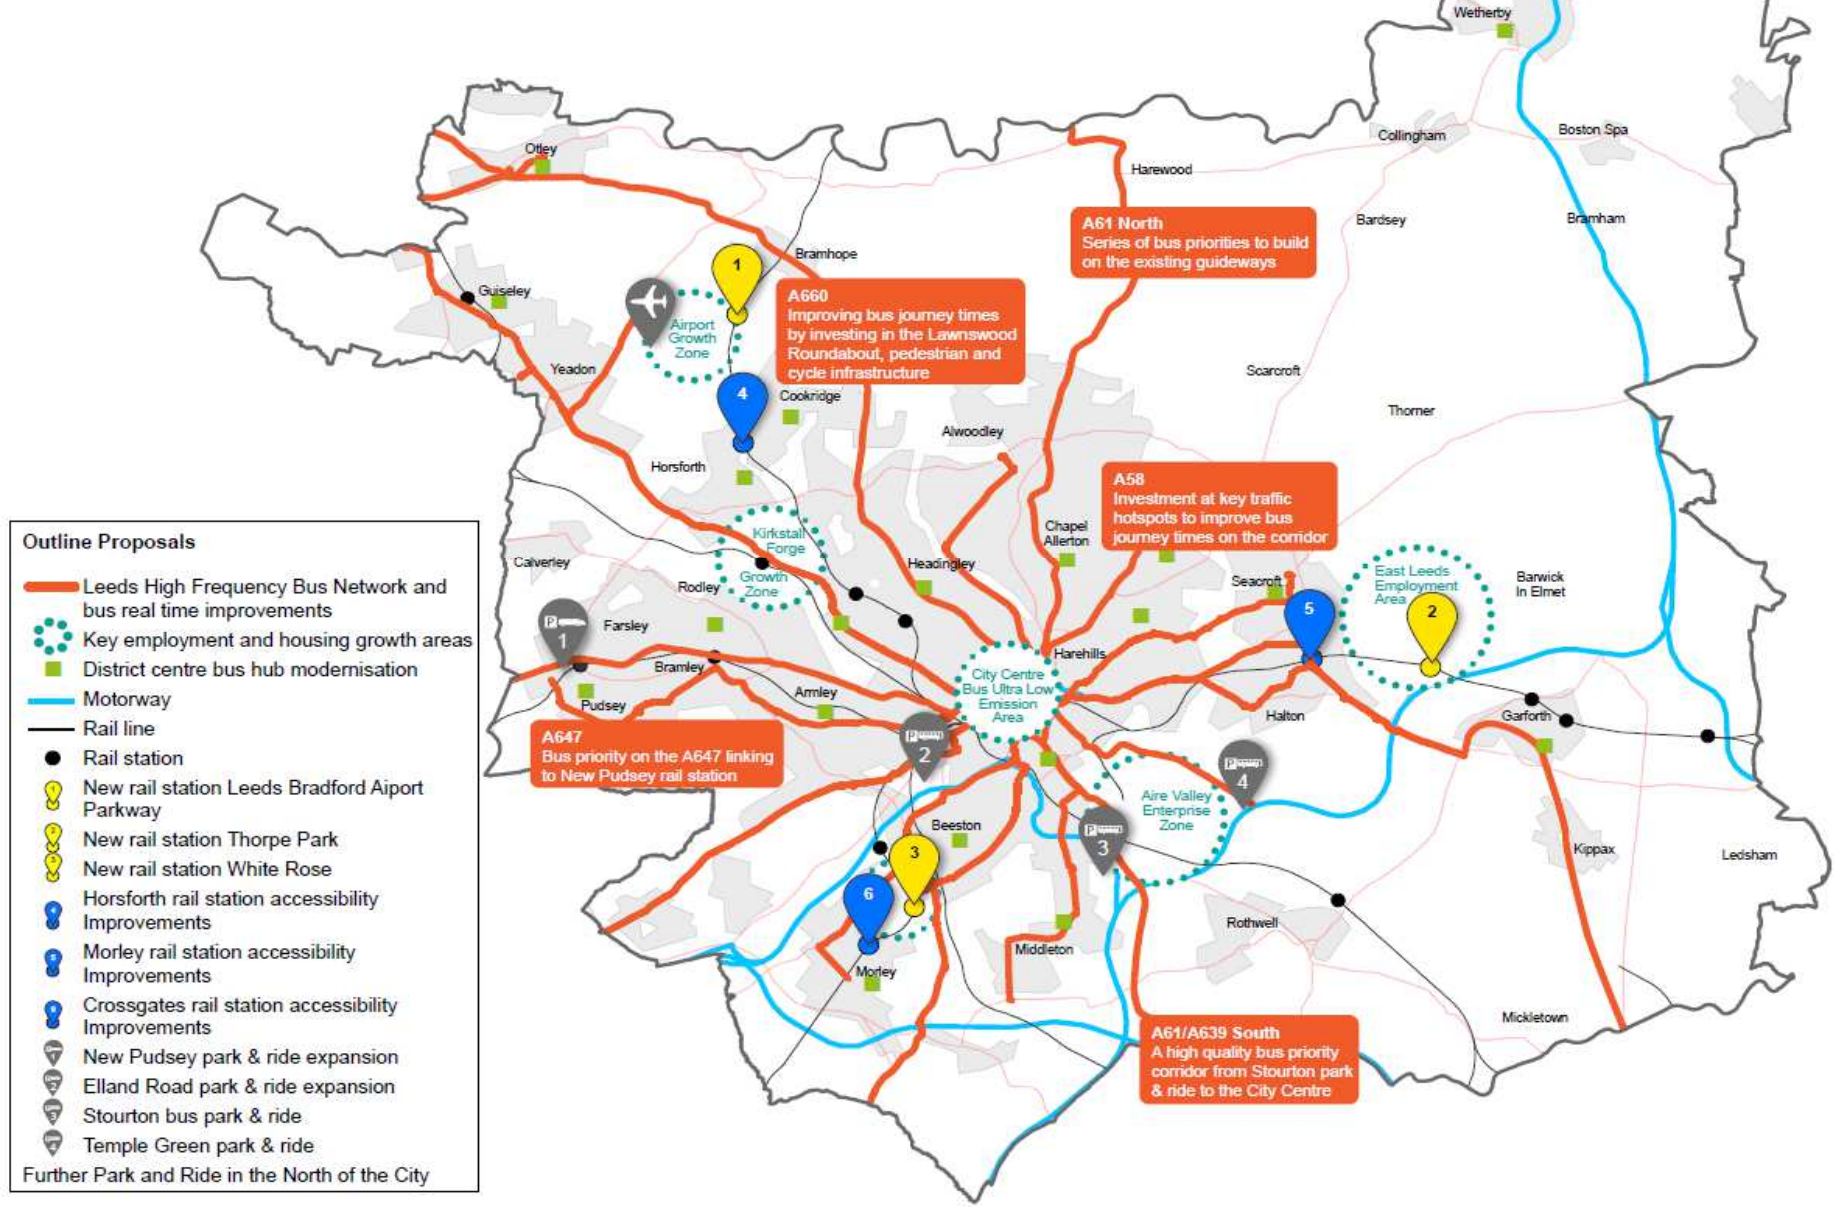 Wetherby
Collingham
Boston Spa
Otley
Harewood
Bardsey
Bramham
A61 North
Series of bus priorities to build
on the existing guideways
Bramhope
1
Guiseley
A660
Improving bus journey times
by investing in the Lawnswood
Roundabout, pedestrian and
cycle infrastructure
Airport
Growth
Zone
Yeadon
Scarcroft
4
Cookridge
Thorner
Alwoodley
Horsforth
A58
Investment at key traffic
hotspots to improve bus
journey times on the corridor
Chapel
Allerton
Kirkstall
Forge
Growth
Zone
Calverley
Rodley
Headingley
Seacroft
East Leeds
Employment
Area
Barwick
In Elmet
5
2
P
1
Farsley
Bramley
Harehills
City Centre
Bus Ultra Low
Emission
Area
Armley
Pudsey
Halton
Garforth
A647
Bus priority on the A647 linking
to New Pudsey rail station
P
2
P
4
Aire Valley
Enterprise
Zone
P
3
Beeston
3
Kippax
Ledsham
6
Rothwell
Middleton
Morley
Mickletown
A61/A639 South
A high quality bus priority
corridor from Stourton park
& ride to the City Centre
Outline Proposals
Leeds High Frequency Bus Network and
bus real time improvements
Key employment and housing growth areas
District centre bus hub modernisation
Motorway
Rail line
Rail station
New rail station Leeds Bradford Aiport
Parkway
New rail station Thorpe Park
New rail station White Rose
Horsforth rail station accessibility
Improvements
Morley rail station accessibility
Improvements
Crossgates rail station accessibility
Improvements
New Pudsey park & ride expansion
Elland Road park & ride expansion
Stourton bus park & ride
Temple Green park & ride
Further Park and Ride in the North of the City